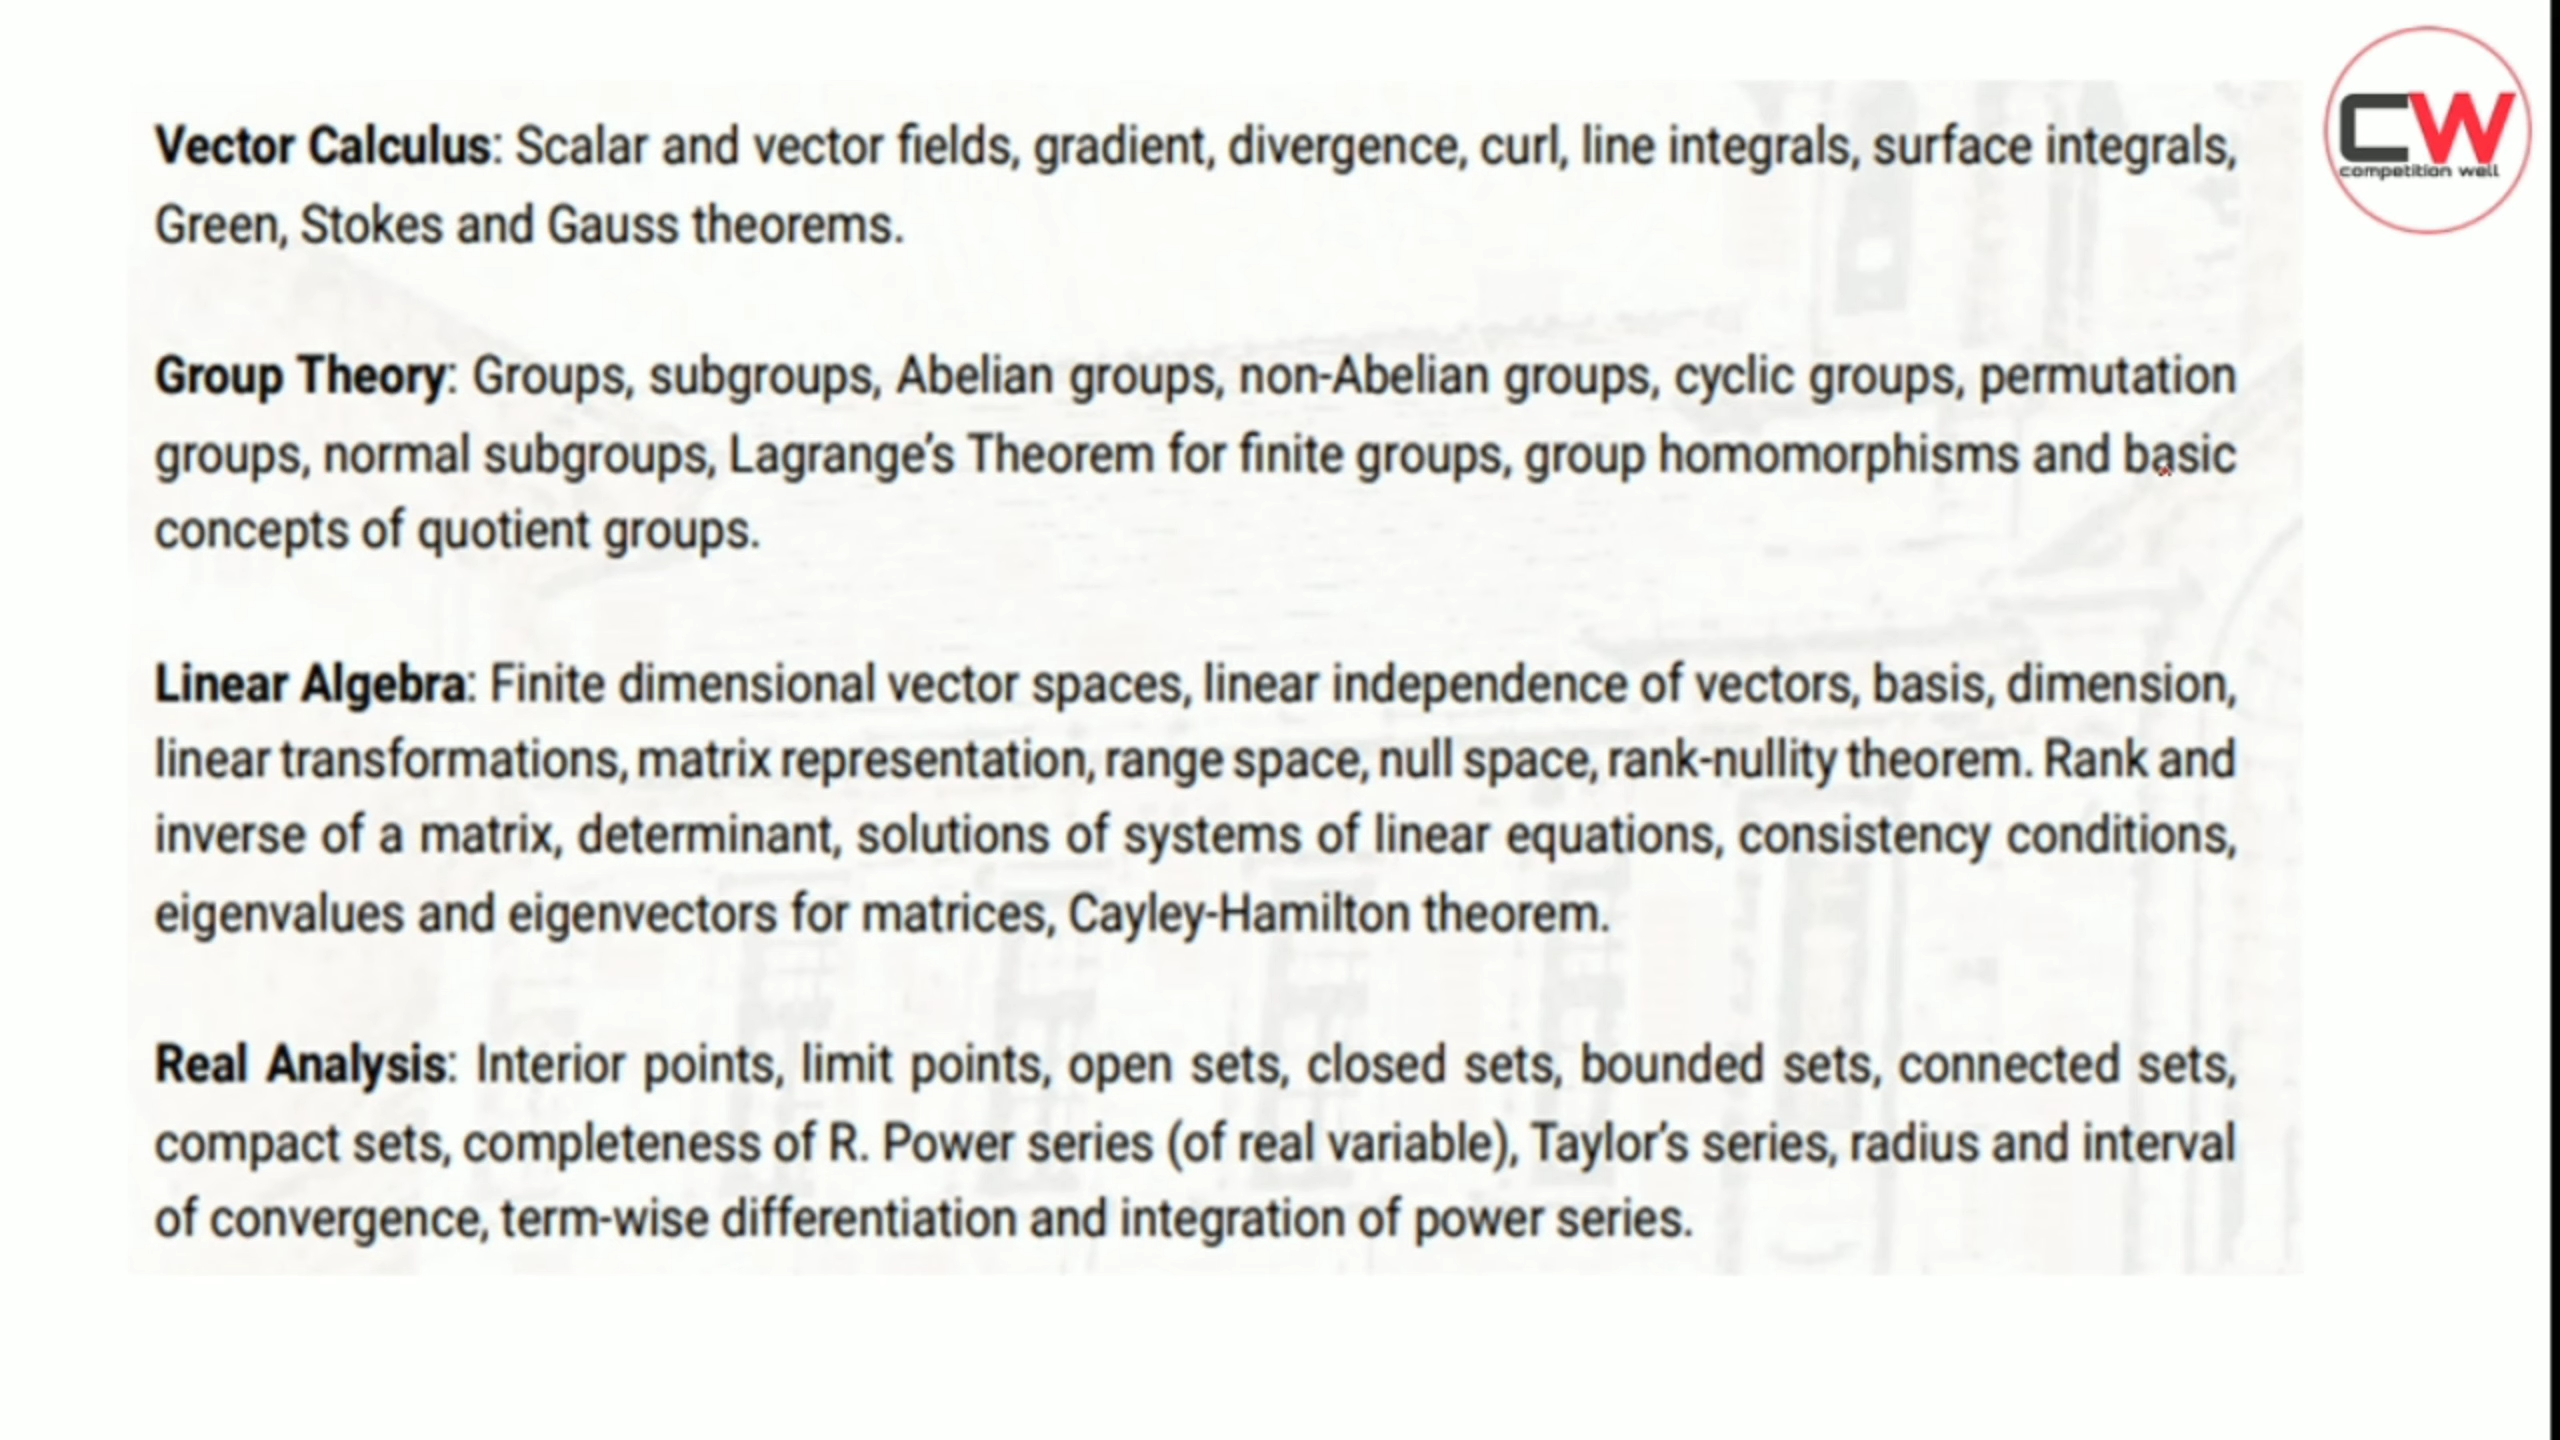 Vector Calculus: Scalar and vector fields, gradient, divergence, curl, line integrals, surface integrals,
Green, Stokes and Gauss theorems.
Group Theory: Groups, subgroups, Abelian groups, non-Abelian groups, cyclic groups, permutation
groups, normal subgroups, Lagrange's Theorem for finite groups, group homomorphisms and basic
concepts of quotient groups.
Linear Algebra: Finite dimensional vector spaces, linear independence of vectors, basis, dimension,
linear transformations, matrix representation, range space, null space, rank-nullity theorem. Rank and
inverse of a matrix, determinant, solutions of systems of linear equations, consistency conditions,
eigenvalues and eigenvectors for matrices, Cayley-Hamilton theorem.
Real Analysis: Interior points, limit points, open sets, closed sets, bounded sets, connected sets,
compact sets, completeness of R. Power series (of real variable), Taylor's series, radius and interval
of convergence, term-wise differentiation and integration of power series.
CW
competition well